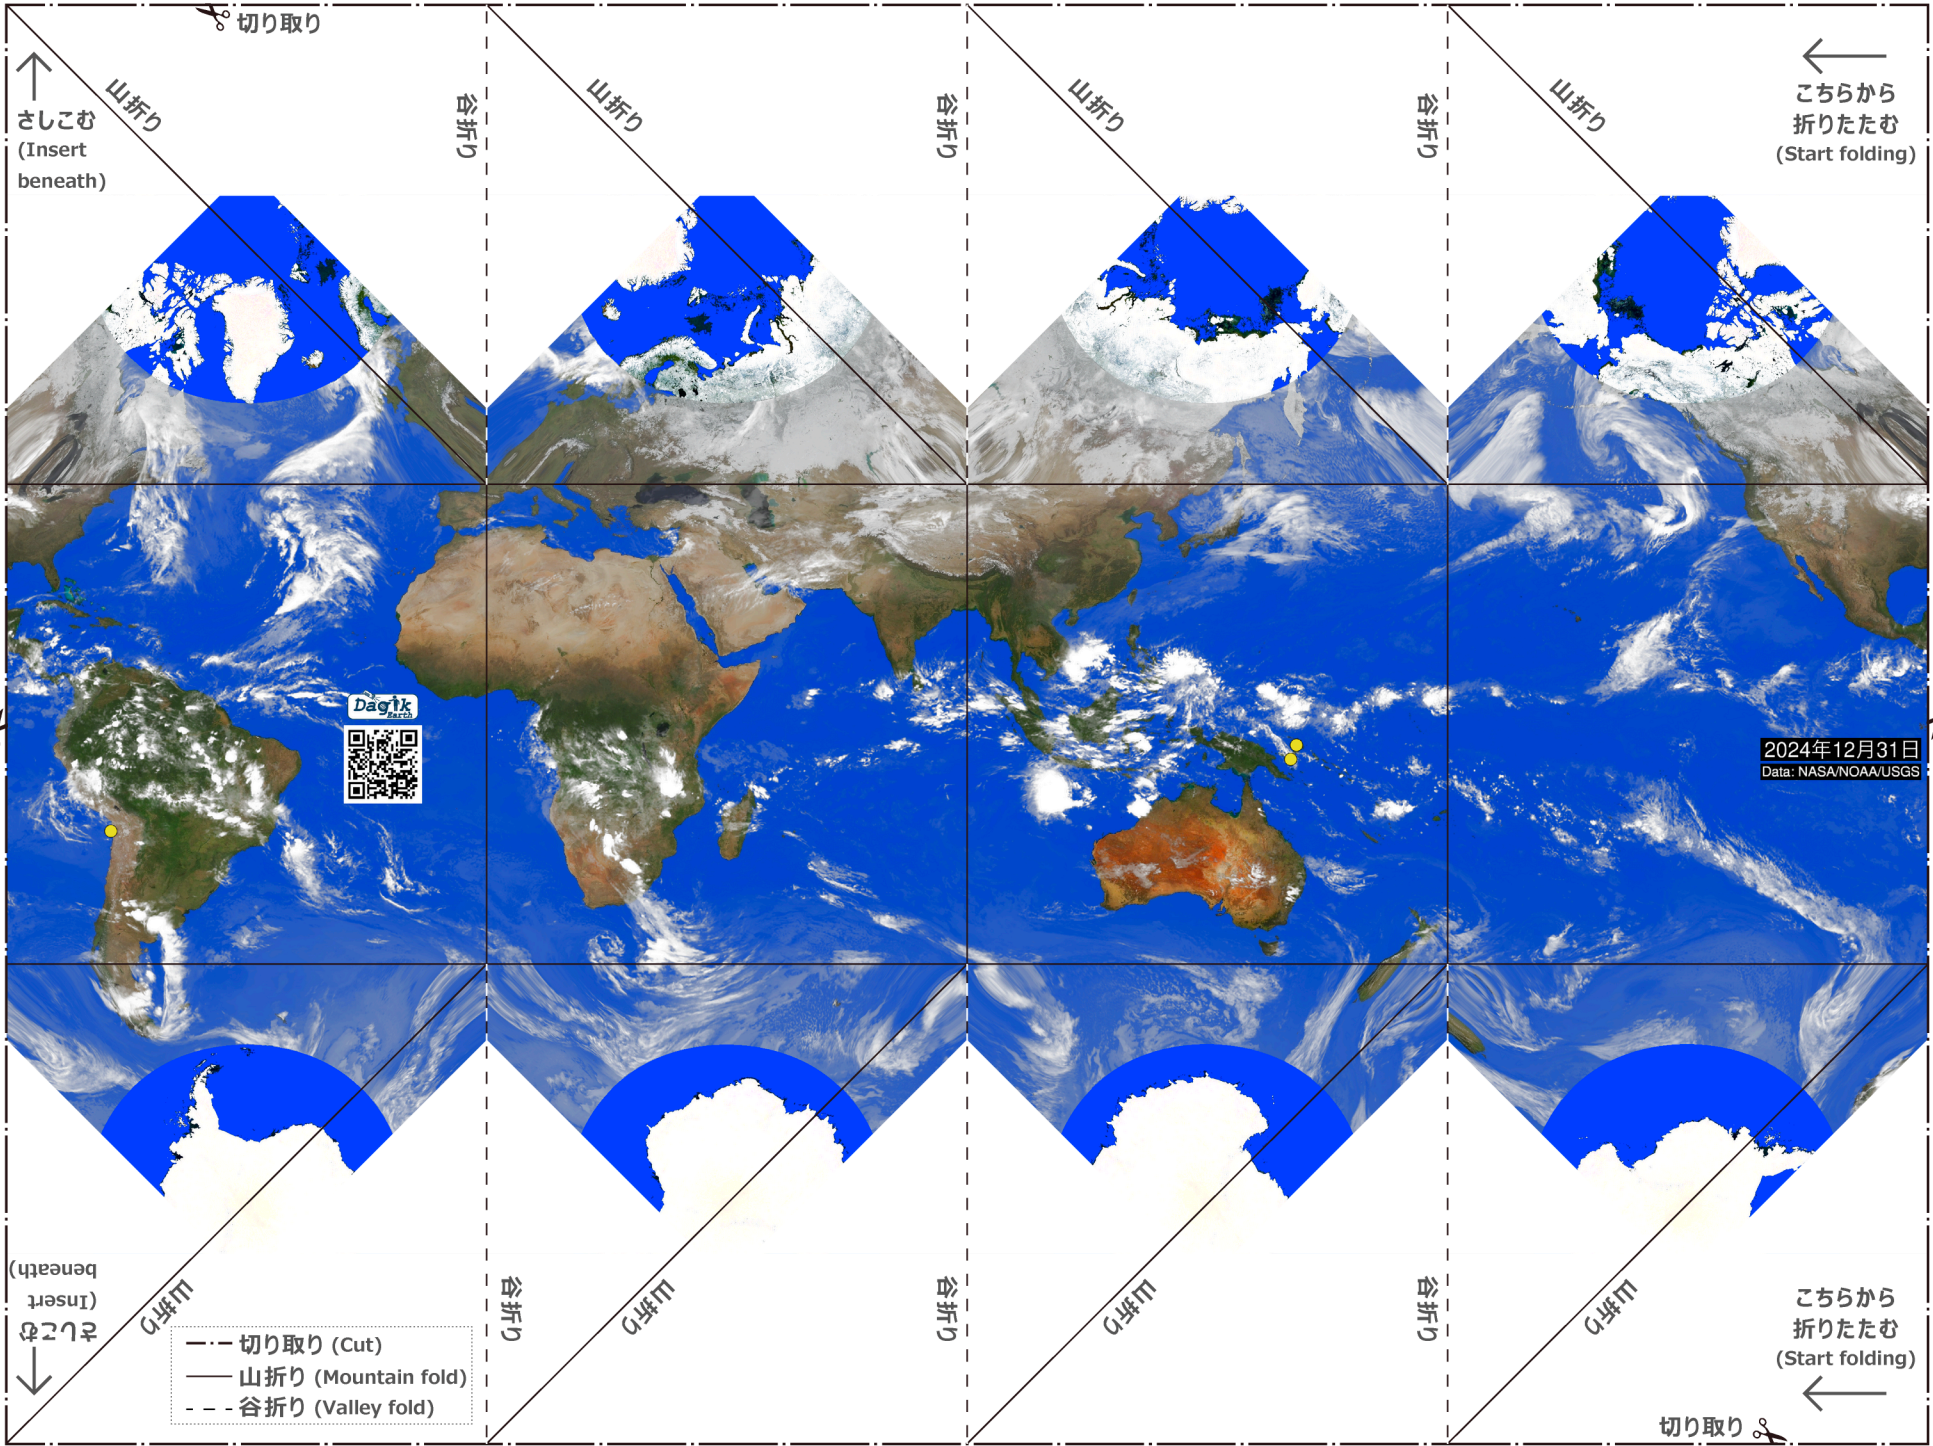 切り取り
山折り
谷折り
山折り
谷折り
山折り
谷折り
山折り
さしこむ
(Insert
beneath)
こちらから
折りたたむ
(Start folding)
Dagik
Earth
2024年12月31日
Data: NASA/NOAA/USGS
さしこむ
(Insert
beneath)
山折り
谷折り
山折り
谷折り
山折り
谷折り
山折り
切り取り (Cut)
山折り (Mountain fold)
谷折り (Valley fold)
こちらから
折りたたむ
(Start folding)
切り取り